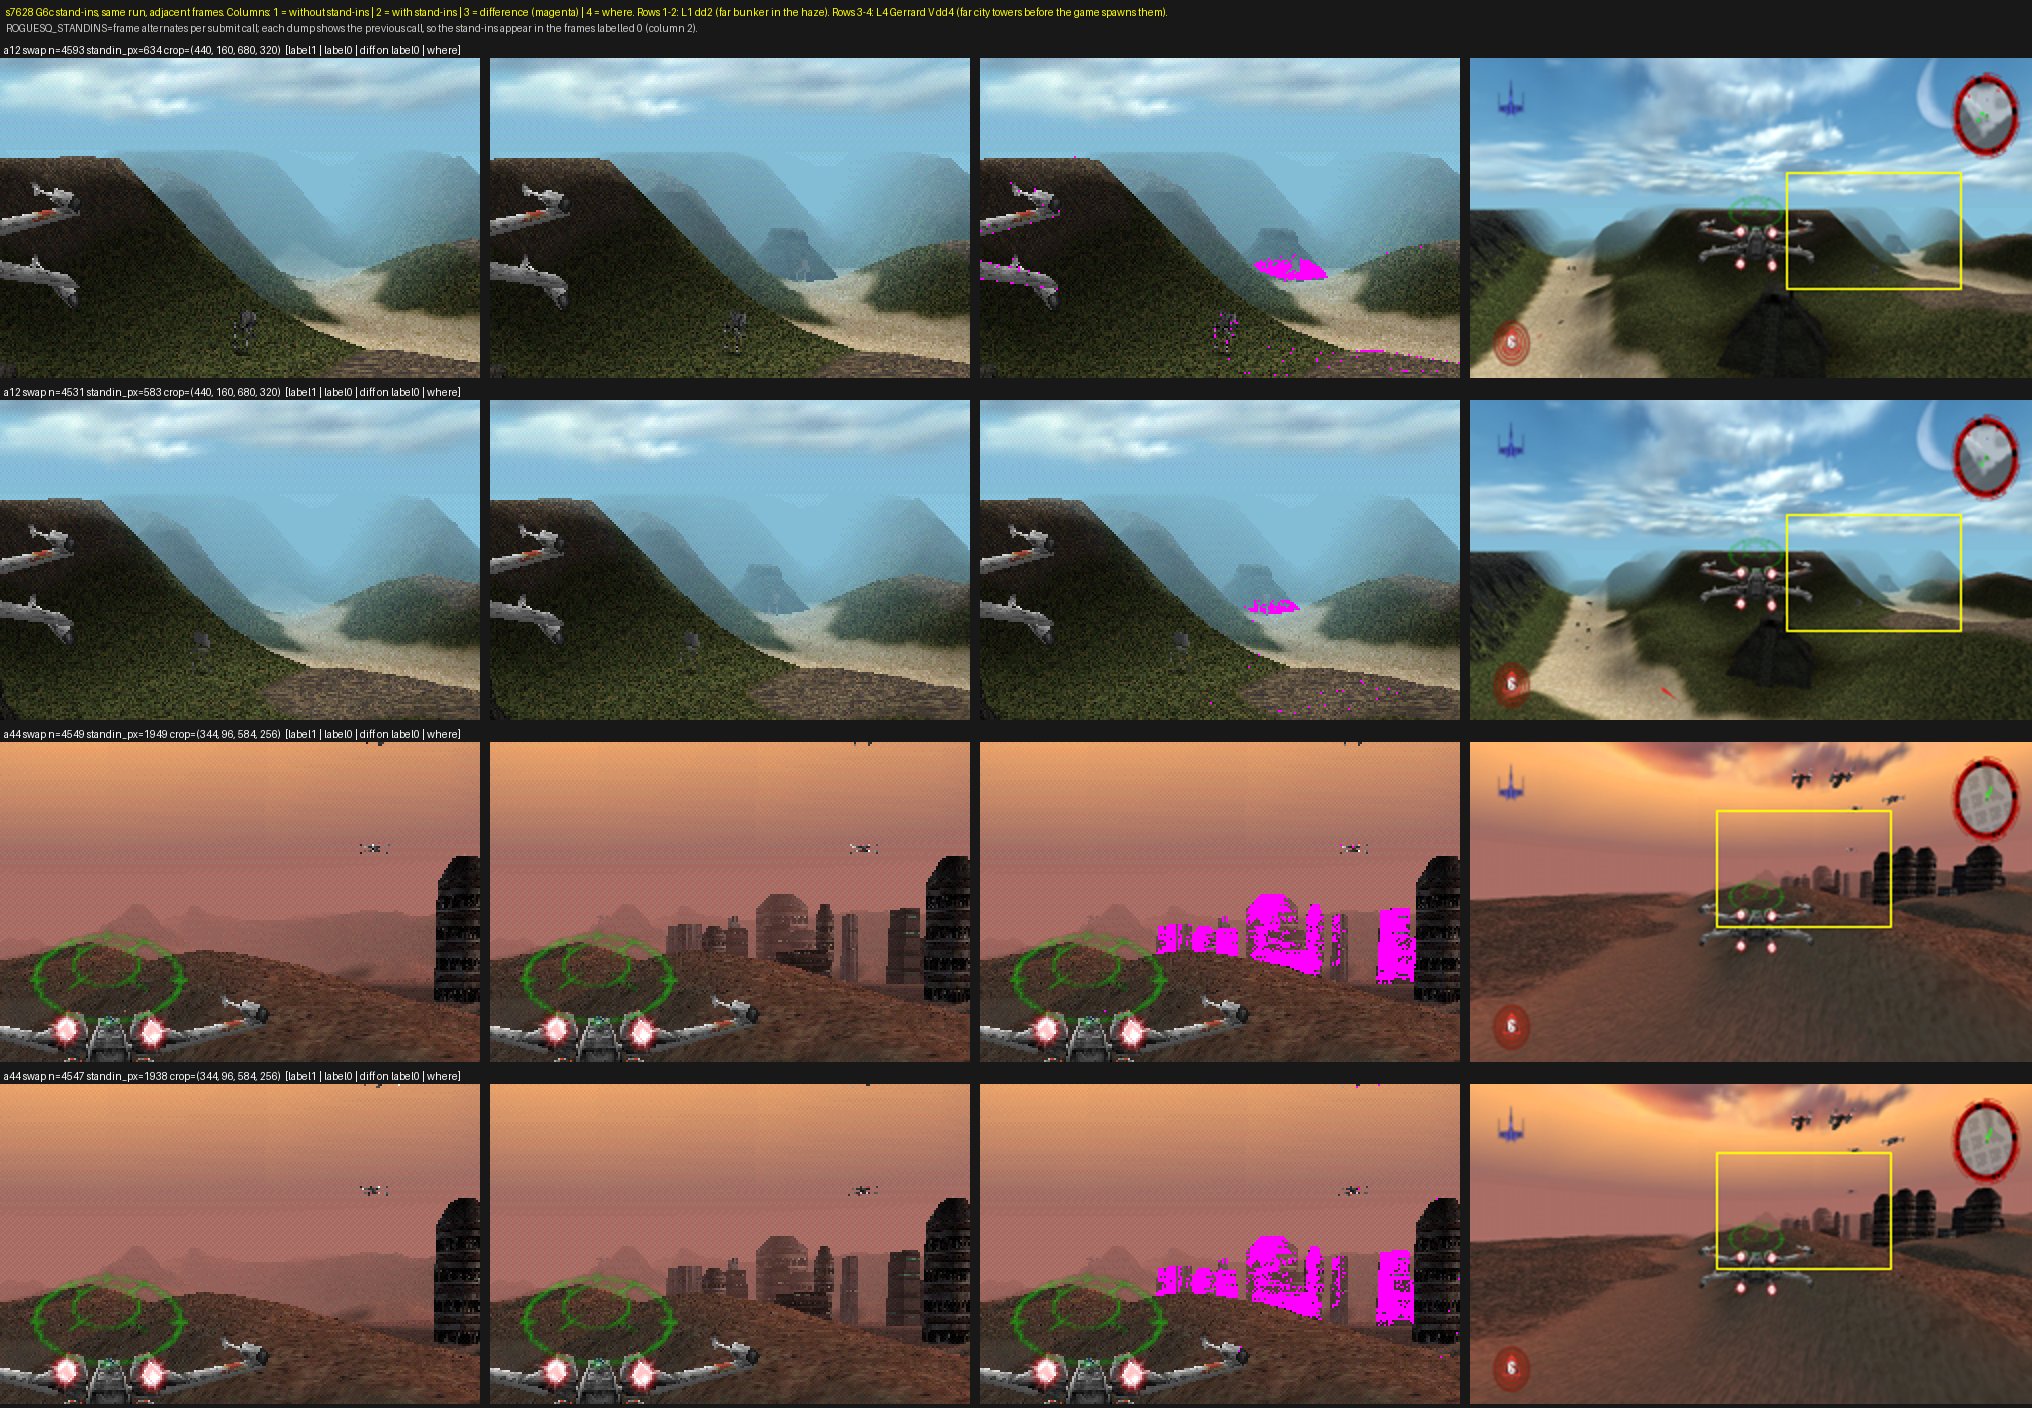 s7628 G6c stand-ins, same run, adjacent frames. Columns: 1 = without stand-ins | 2 = with stand-ins | 3 = difference (magenta) | 4 = where. Rows 1-2: L1 dd2 (far bunker in the haze). Rows 3-4: L4 Gerrard V dd4 (far city towers before the game spawns them).
ROGUESQ_STANDINS=frame alternates per submit call; each dump shows the previous call, so the stand-ins appear in the frames labelled 0 (column 2).
a12 swap n=4593 standin_px=634 crop=(440, 160, 680, 320) [label1 | label0 | diff on label0 | where]
6
a12 swap n=4531 standin_px=583 crop=(440, 160, 680, 320) [label1 | label0 | diff on label0 | where]
6
a44 swap n=4549 standin_px=1949 crop=(344, 96, 584, 256) [label1 | label0 | diff on label0 | where]
6
a44 swap n=4547 standin_px=1938 crop=(344, 96, 584, 256) [label1 | label0 | diff on label0 | where]
6